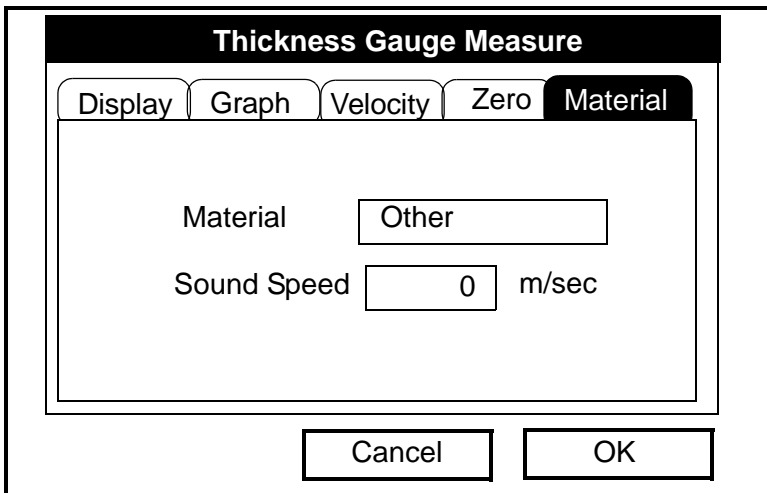 Thickness Gauge Measure
Display Graph Velocity Zero Material
Material Other
Sound Speed 0 m/sec
Cancel OK